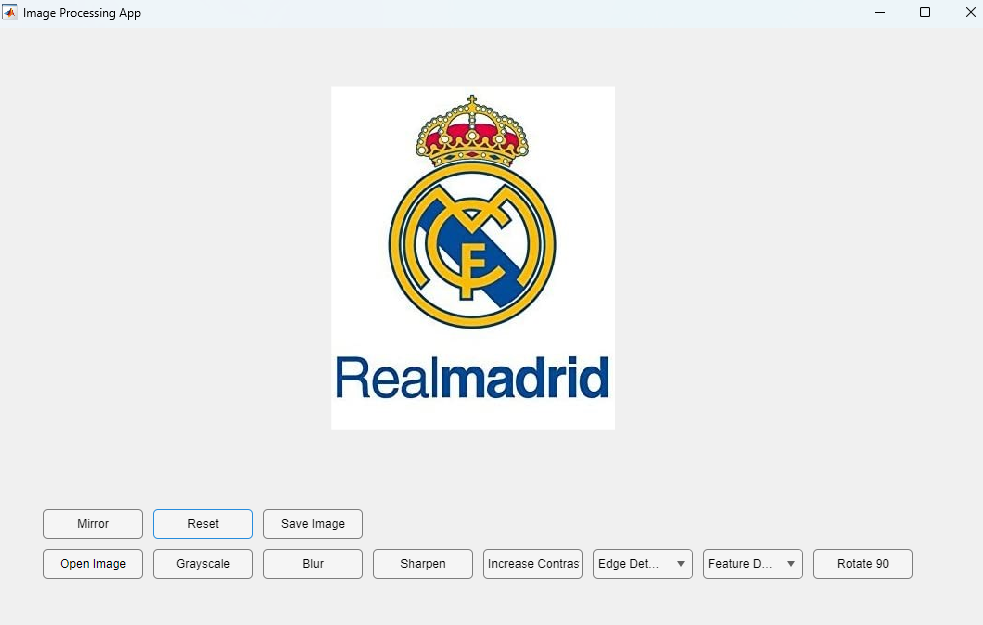 Image Processing App
Realmadrid
Mirror
Reset
Save Image
Open Image
Grayscale
Blur
Sharpen
Increase Contras
Edge Det...
Feature D...
Rotate 90